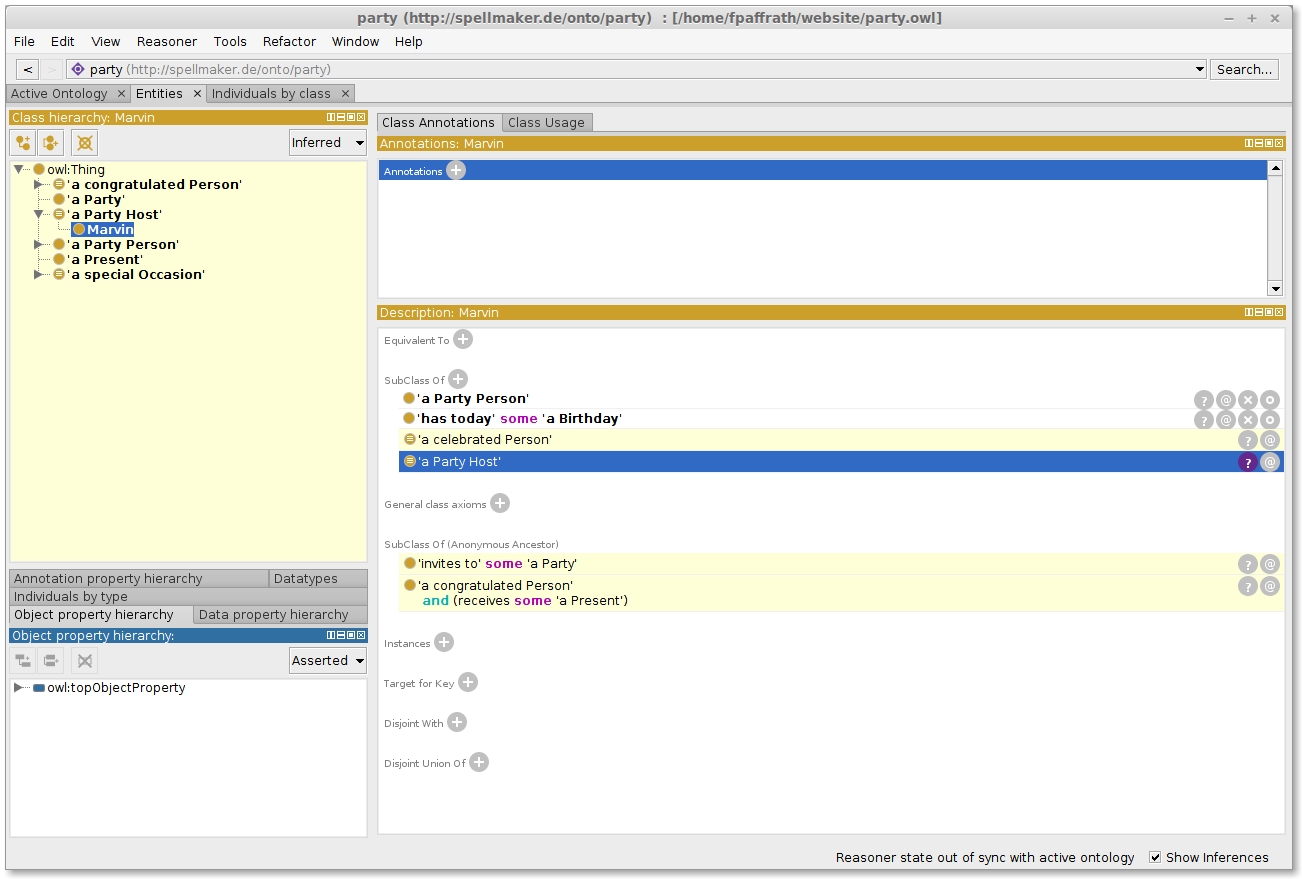 party (http://spellmaker.de/onto/party)  : [/home/fpaffrath/website/party.owl]
File Edit View Reasoner Tools Refactor Window Help
< > party (http://spellmaker.de/onto/party) Search...
Active Ontology × Entities × Individuals by class ×
Class hierarchy: Marvin
Inferred
owl:Thing
'a congratulated Person'
'a Party'
'a Party Host'
Marvin
'a Party Person'
'a Present'
'a special Occasion'
Annotation property hierarchy Datatypes
Individuals by type
Object property hierarchy Data property hierarchy
Object property hierarchy:
Asserted
owl:topObjectProperty
Class Annotations Class Usage
Annotations: Marvin
Annotations
Description: Marvin
Equivalent To
SubClass Of
'a Party Person'
'has today' some 'a Birthday'
'a celebrated Person'
'a Party Host'
General class axioms
SubClass Of (Anonymous Ancestor)
'invites to' some 'a Party'
'a congratulated Person'
and (receives some 'a Present')
Instances
Target for Key
Disjoint With
Disjoint Union Of
Reasoner state out of sync with active ontology Show Inferences